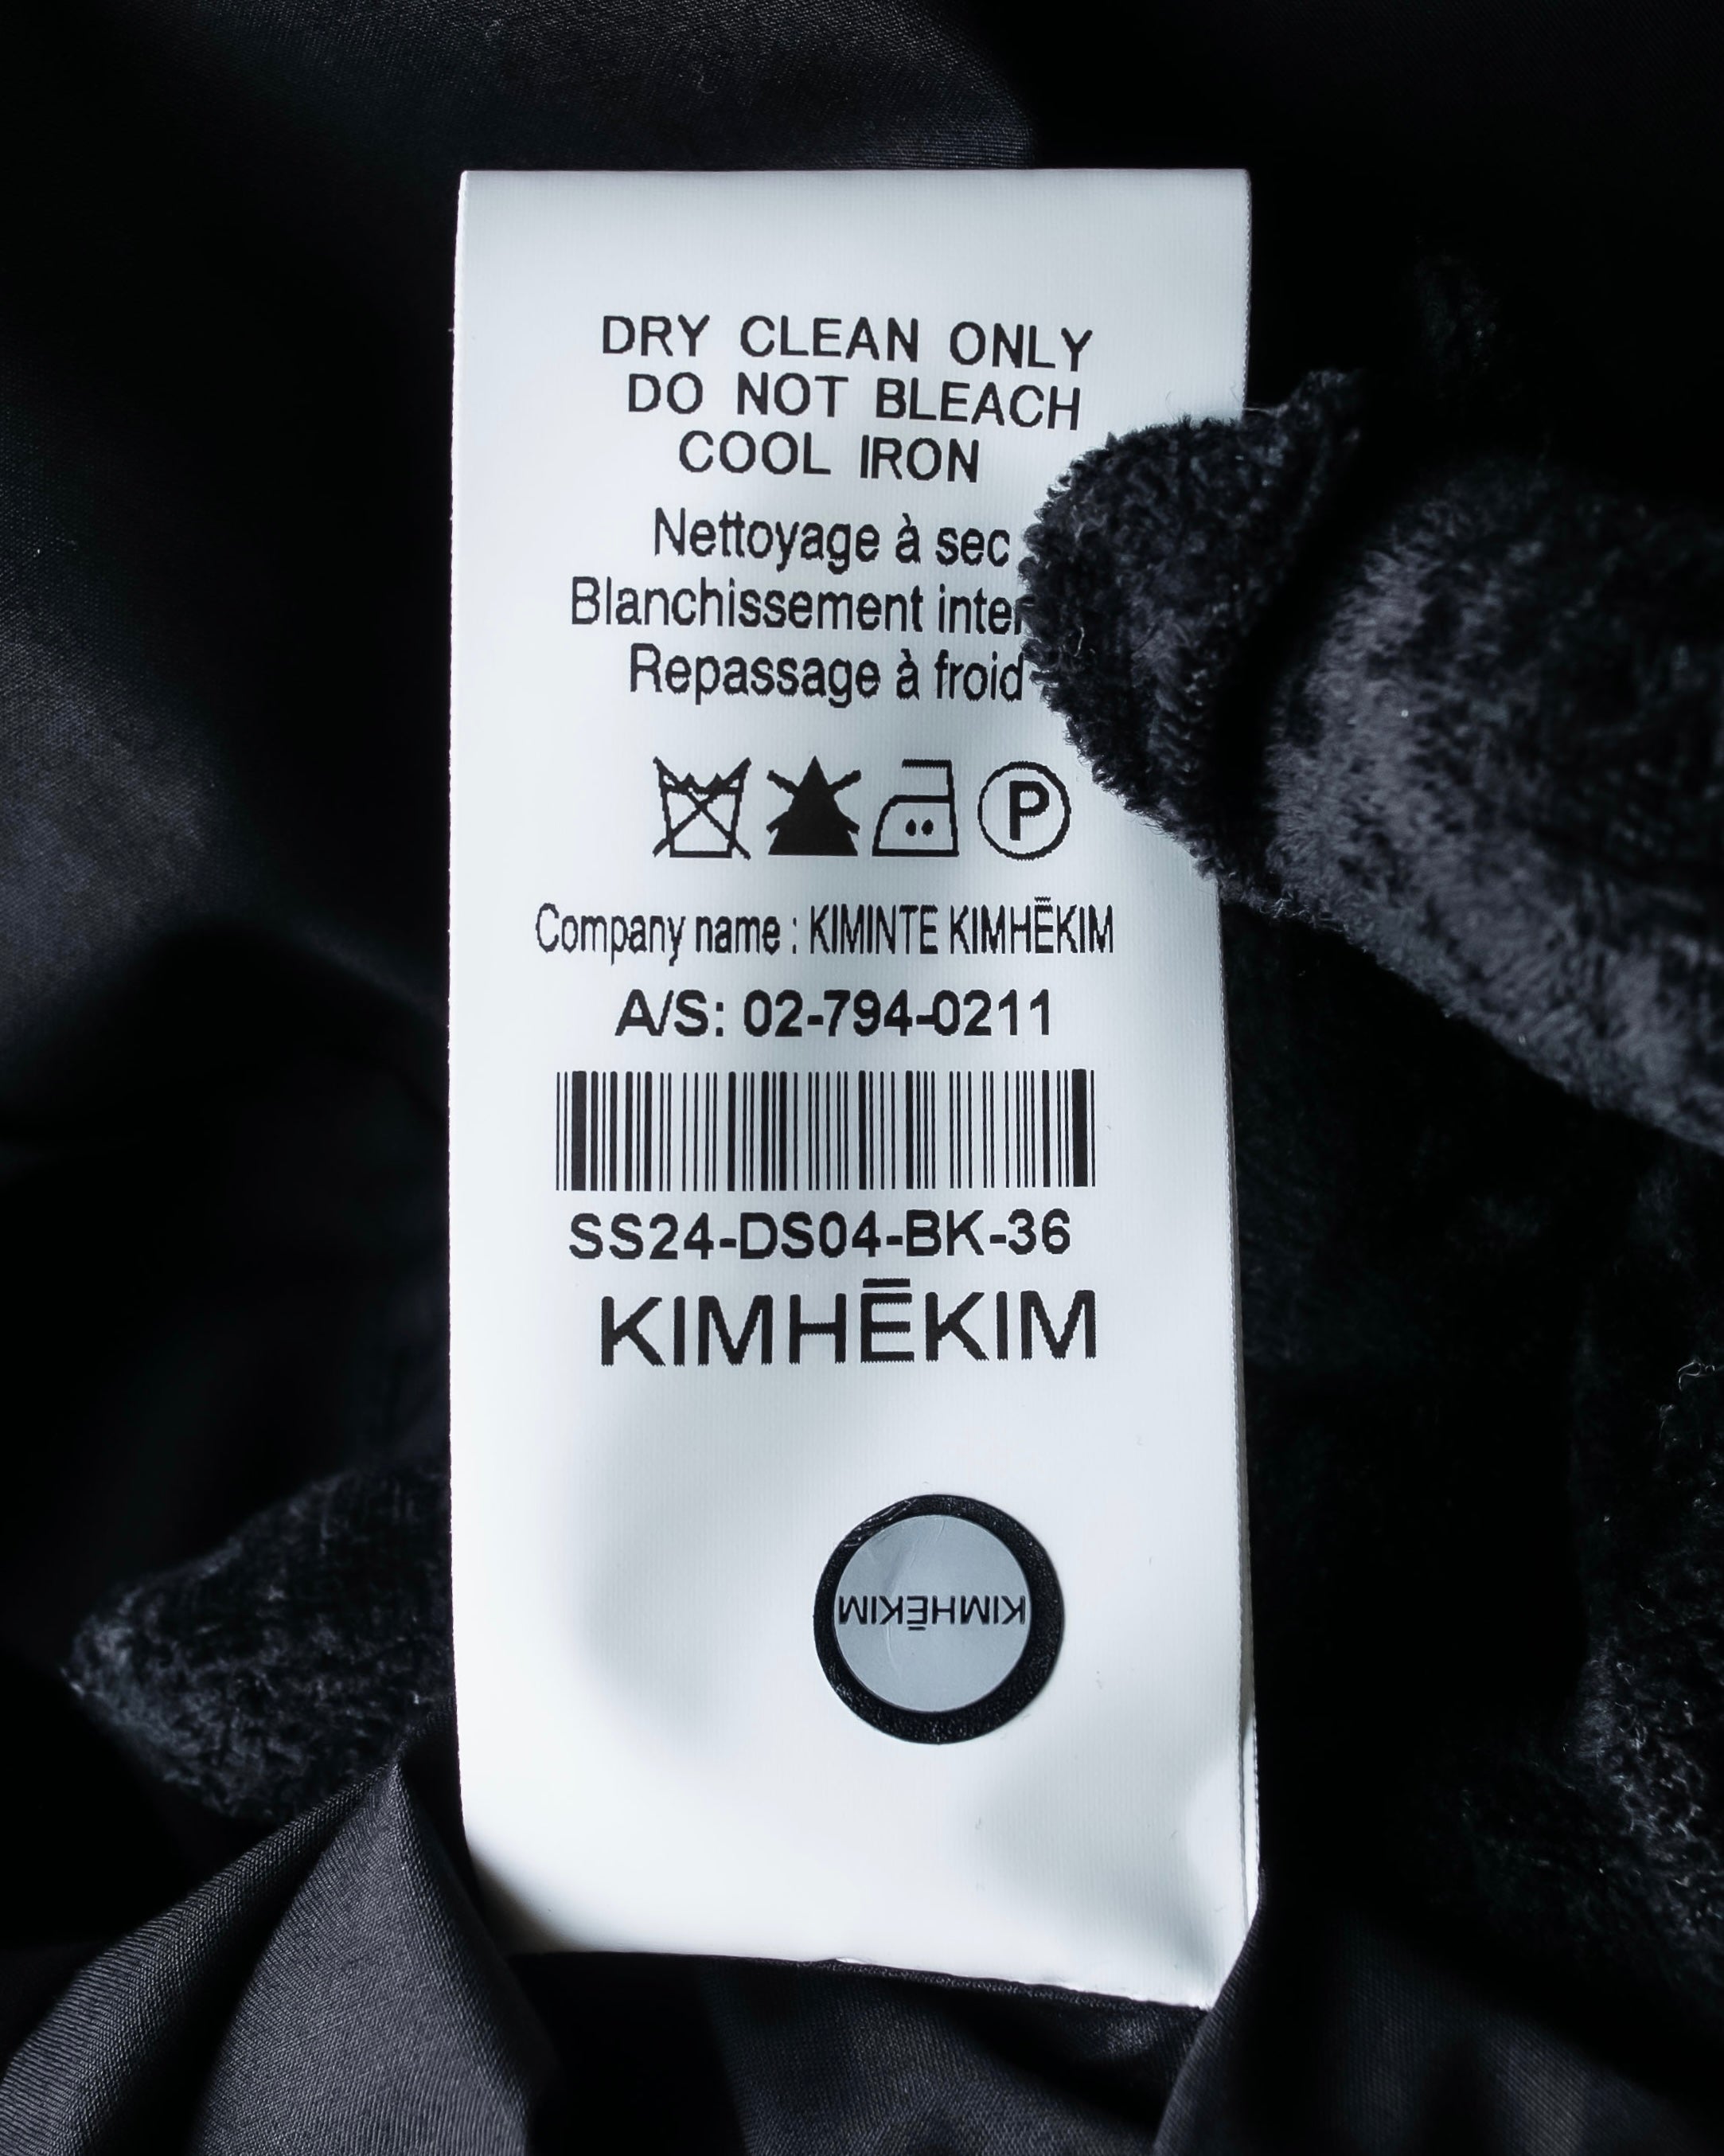 DRY CLEAN ONLY
DO NOT BLEACH
COOL IRON
Nettoyage à sec
Blanchissement
Repassage à froid
P
Company name : KIMINTE KIMHĒKIM
A/S: 02-794-0211
SS24-DS04-BK-36
KIMHĒKIM
KIMHĒKIM